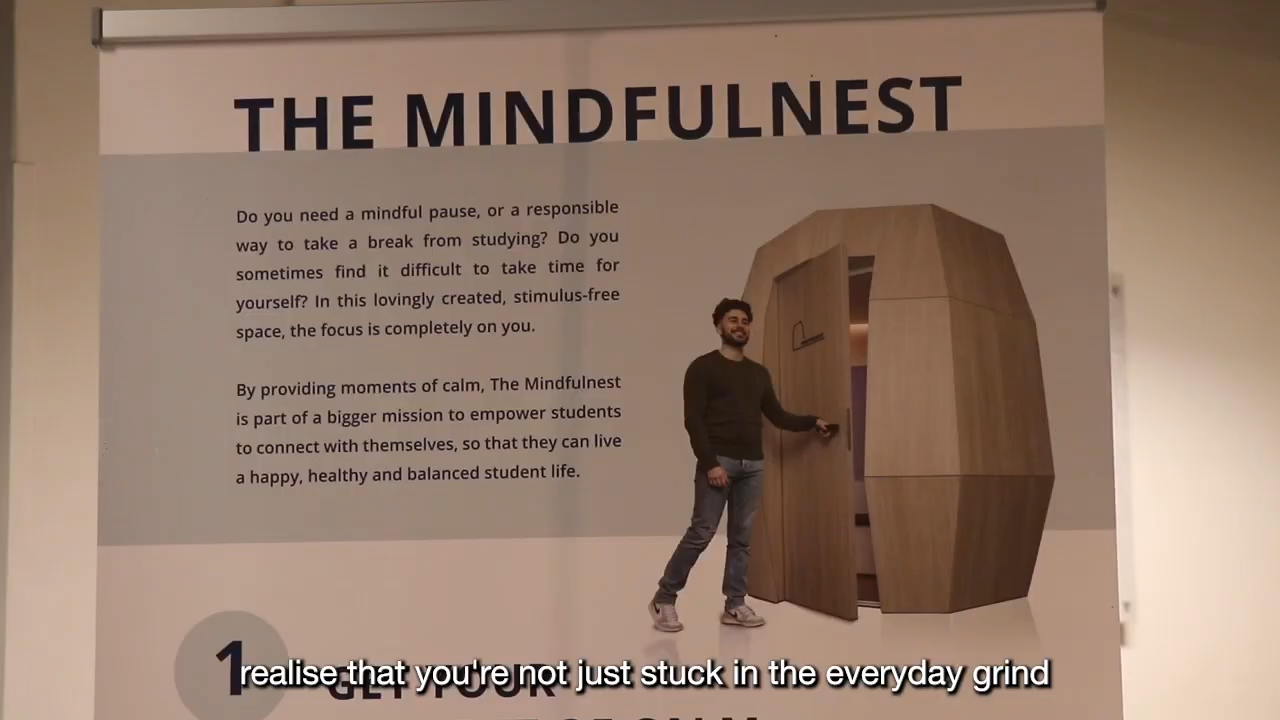 THE MINDFULNEST
Do you need a mindful pause, or a responsible
way to take a break from studying? Do you
sometimes find it difficult to take time for
yourself? In this lovingly created, stimulus-free
space, the focus is completely on you.
By providing moments of calm, The Mindfulnest
is part of a bigger mission to empower students
to connect with themselves, so that they can live
a happy, healthy and balanced student life.
1
GET YOUR
realise that you're not just stuck in the everyday grind